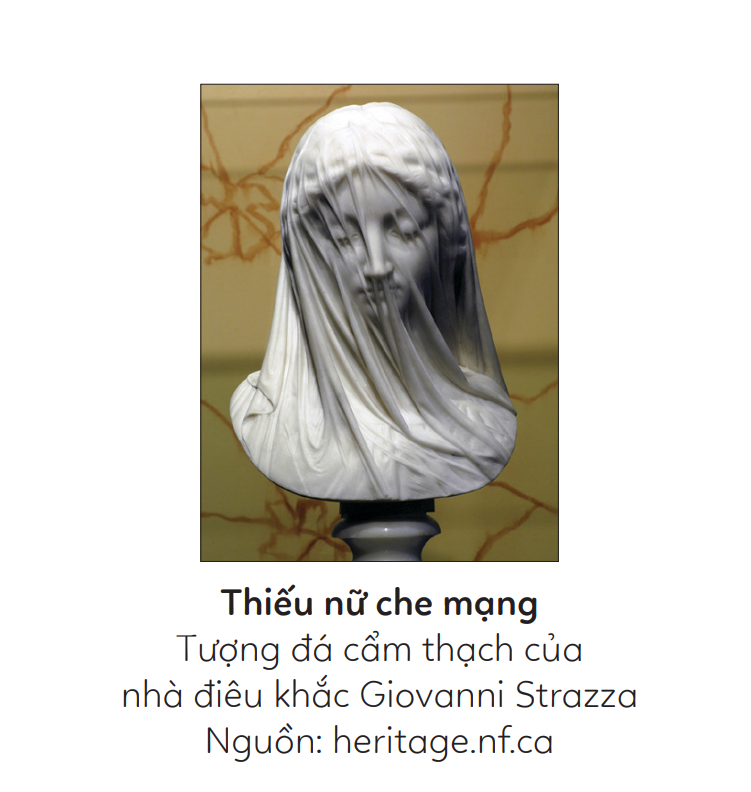 Thiếu nữ che mạng
Tượng đá cẩm thạch của
nhà điêu khắc Giovanni Strazza
Nguồn: heritage.nf.ca